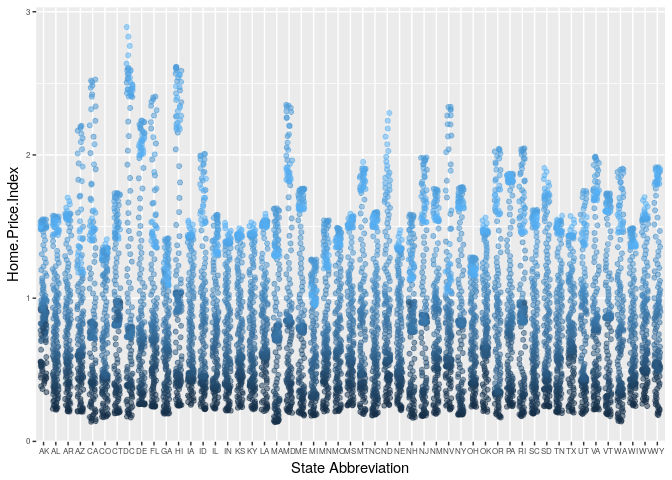 3
2
1
0
Home.Price.Index
AK AL AR AZ CA CO CT DC DE FL GA HI IA ID IL IN KS KY LA MA MD ME MI MN MO MS MT NC ND NE NH NJ NM NV NY OH OK OR PA RI SC SD TN TX UT VA VT WA WI WV WY
State Abbreviation